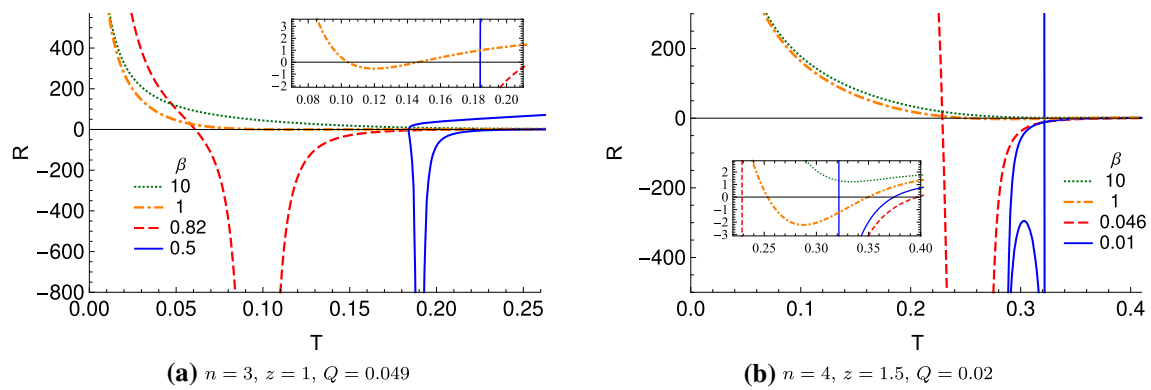 400
200
0
−200
−400
−600
−800
R
0.00 0.05 0.10 0.15 0.20 0.25
T
β
10
1
0.82
0.5
3
2
1
0
−1
−2
0.08 0.10 0.12 0.14 0.16 0.18 0.20
(a) n = 3, z = 1, Q = 0.049
200
0
−200
−400
R
0.0 0.1 0.2 0.3 0.4
T
β
10
1
0.046
0.01
2
1
0
−1
−2
−3
0.25 0.30 0.35 0.40
(b) n = 4, z = 1.5, Q = 0.02